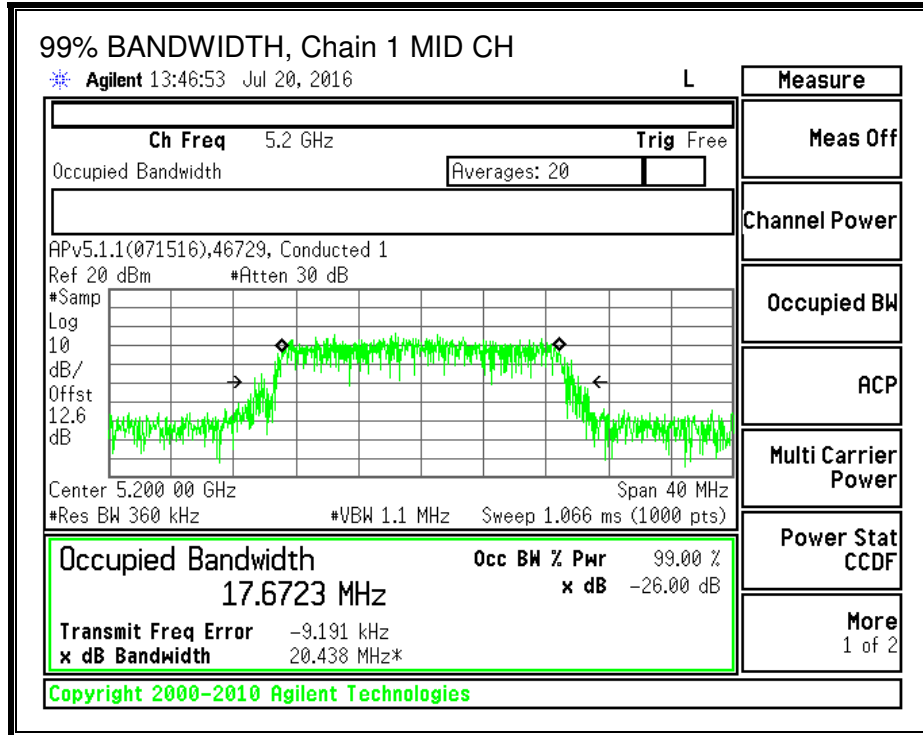 99% BANDWIDTH, Chain 1 MID CH
Agilent 13:46:53 Jul 20, 2016 L
Measure
Ch Freq 5.2 GHz Trig Free
Occupied Bandwidth Averages: 20
APv5.1.1(071516),46729, Conducted 1
Ref 20 dBm #Atten 30 dB
#Samp
Log
10
dB/
Offst
12.6
dB
Center 5.200 00 GHz Span 40 MHz
#Res BW 360 kHz #VBW 1.1 MHz Sweep 1.066 ms (1000 pts)
Occupied Bandwidth
17.6723 MHz
Occ BW % Pwr 99.00 %
x dB -26.00 dB
Transmit Freq Error -9.191 kHz
x dB Bandwidth 20.438 MHz*
Meas Off
Channel Power
Occupied BW
ACP
Multi Carrier
Power
Power Stat
CCDF
More
1 of 2
Copyright 2000-2010 Agilent Technologies